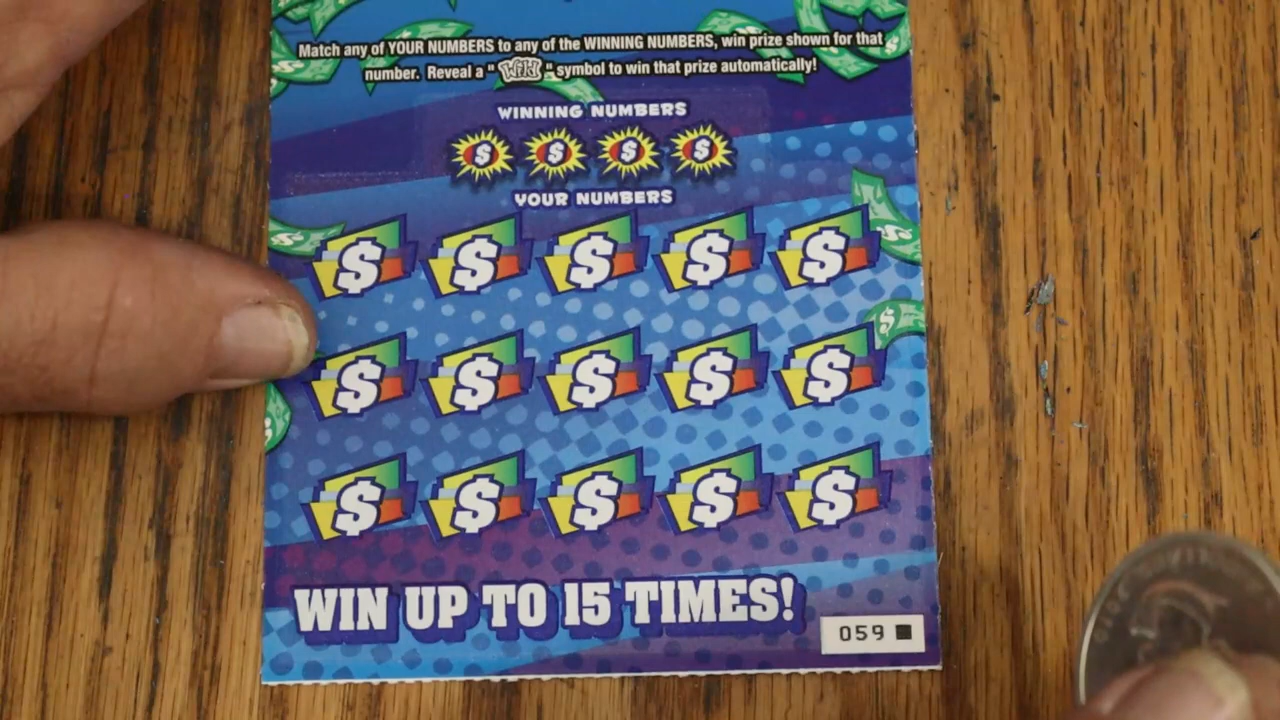 Match any of YOUR NUMBERS to any of the WINNING NUMBERS, win prize shown for that
number. Reveal a "Wild" symbol to win that prize automatically!
WINNING NUMBERS
$ $ $ $
YOUR NUMBERS
$ $ $ $ $
$ $ $ $ $
$ $ $ $ $
WIN UP TO 15 TIMES!
059